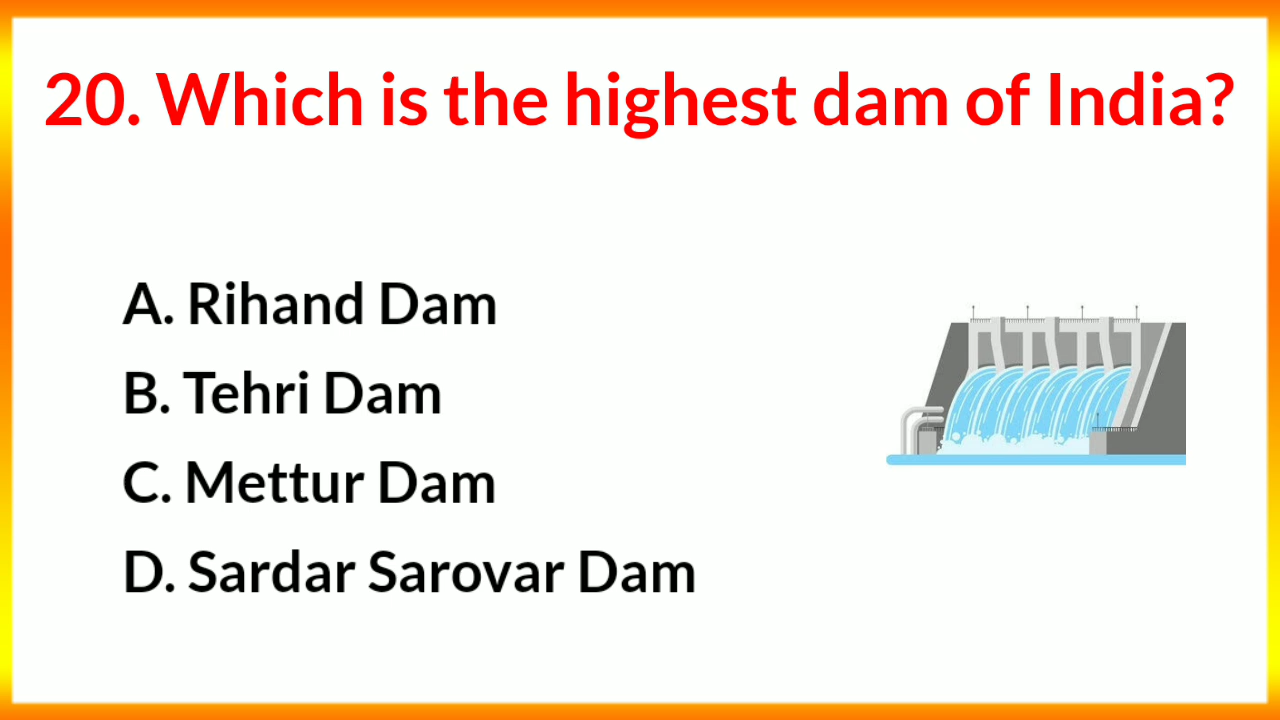 20. Which is the highest dam of India?
A. Rihand Dam
B. Tehri Dam
C. Mettur Dam
D. Sardar Sarovar Dam